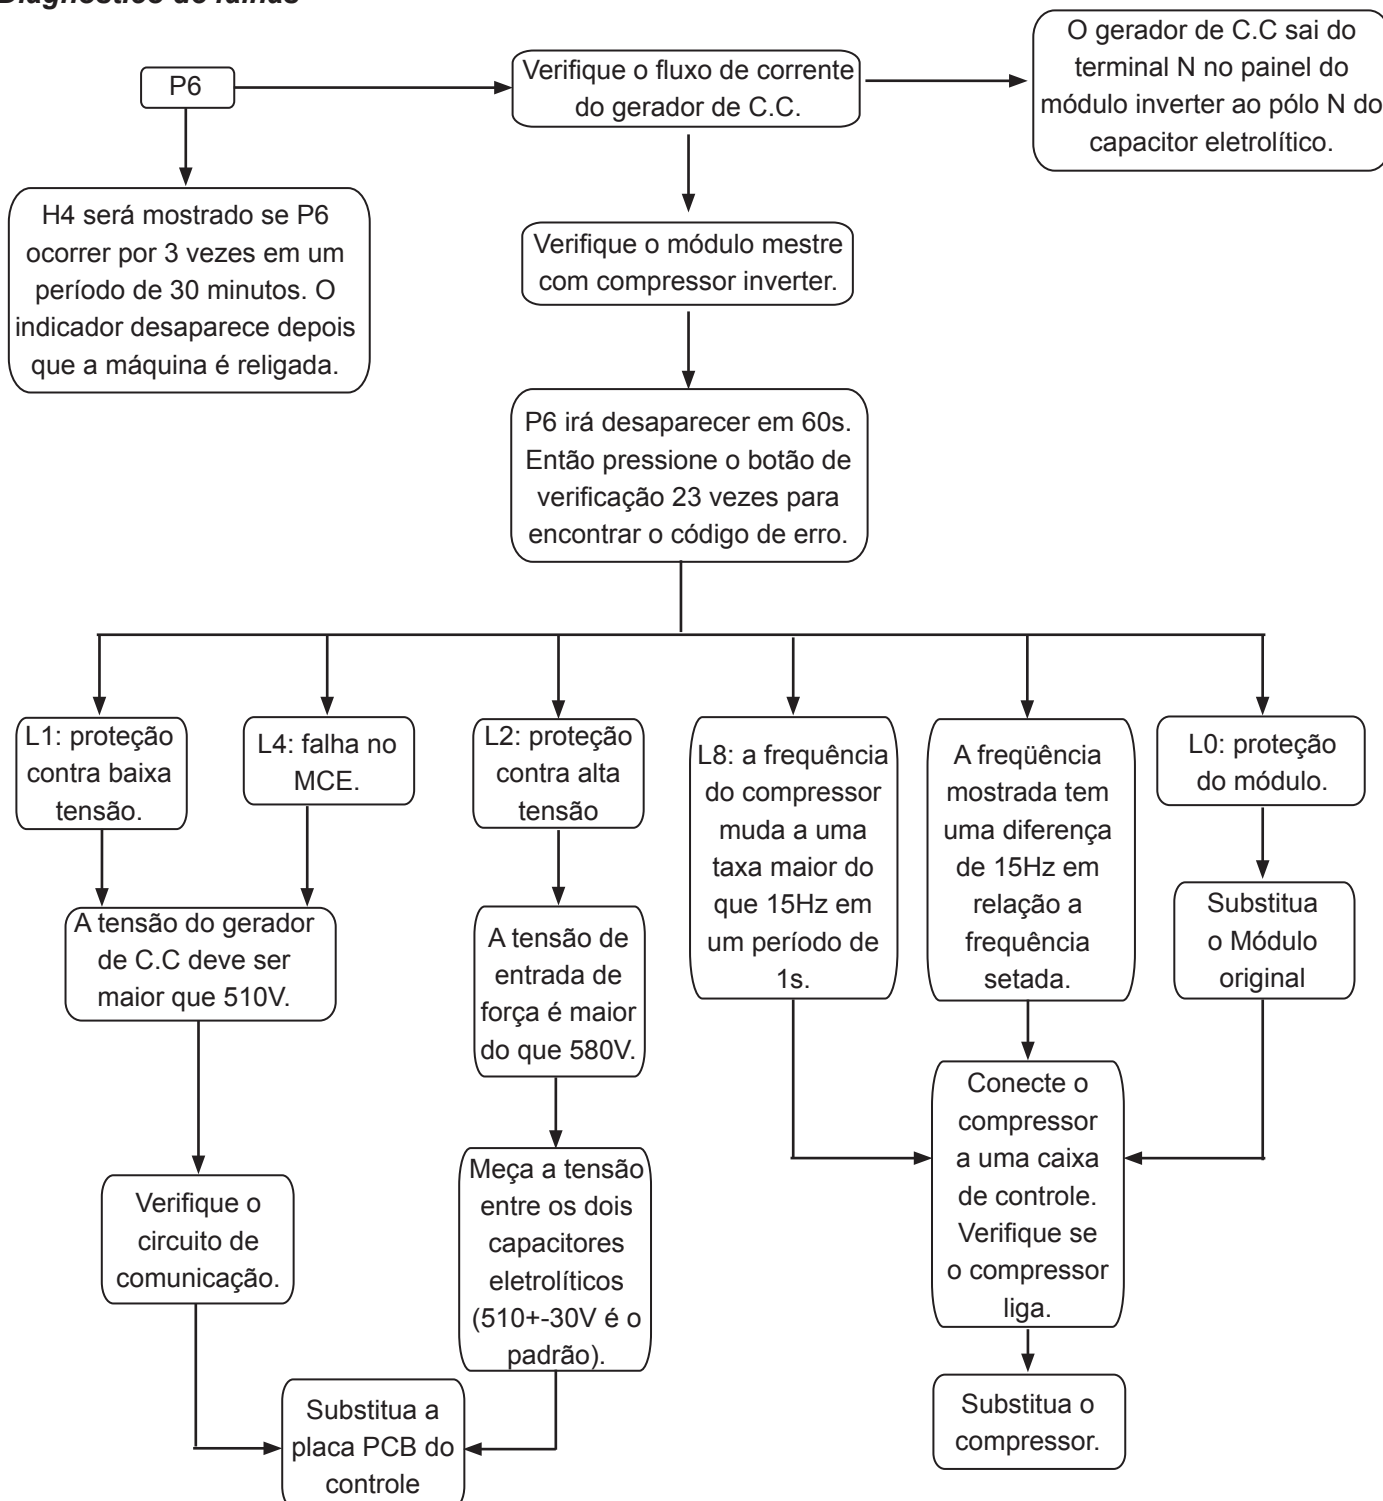 Diagnóstico de falhas
P6
Verifique o fluxo de corrente
do gerador de C.C.
O gerador de C.C sai do
terminal N no painel do
módulo inverter ao pólo N do
capacitor eletrolítico.
H4 será mostrado se P6
ocorrer por 3 vezes em um
período de 30 minutos. O
indicador desaparece depois
que a máquina é religada.
Verifique o módulo mestre
com compressor inverter.
P6 irá desaparecer em 60s.
Então pressione o botão de
verificação 23 vezes para
encontrar o código de erro.
L1: proteção
contra baixa
tensão.
L4: falha no
MCE.
L2: proteção
contra alta
tensão
L8: a frequência
do compressor
muda a uma
taxa maior do
que 15Hz em
um período de
1s.
A freqüência
mostrada tem
uma diferença
de 15Hz em
relação a
frequência
setada.
L0: proteção
do módulo.
A tensão do gerador
de C.C deve ser
maior que 510V.
A tensão de
entrada de
força é maior
do que 580V.
Substitua
o Módulo
original
Verifique o
circuito de
comunicação.
Meça a tensão
entre os dois
capacitores
eletrolíticos
(510+-30V é o
padrão).
Conecte o
compressor
a uma caixa
de controle.
Verifique se
o compressor
liga.
Substitua a
placa PCB do
controle
Substitua o
compressor.